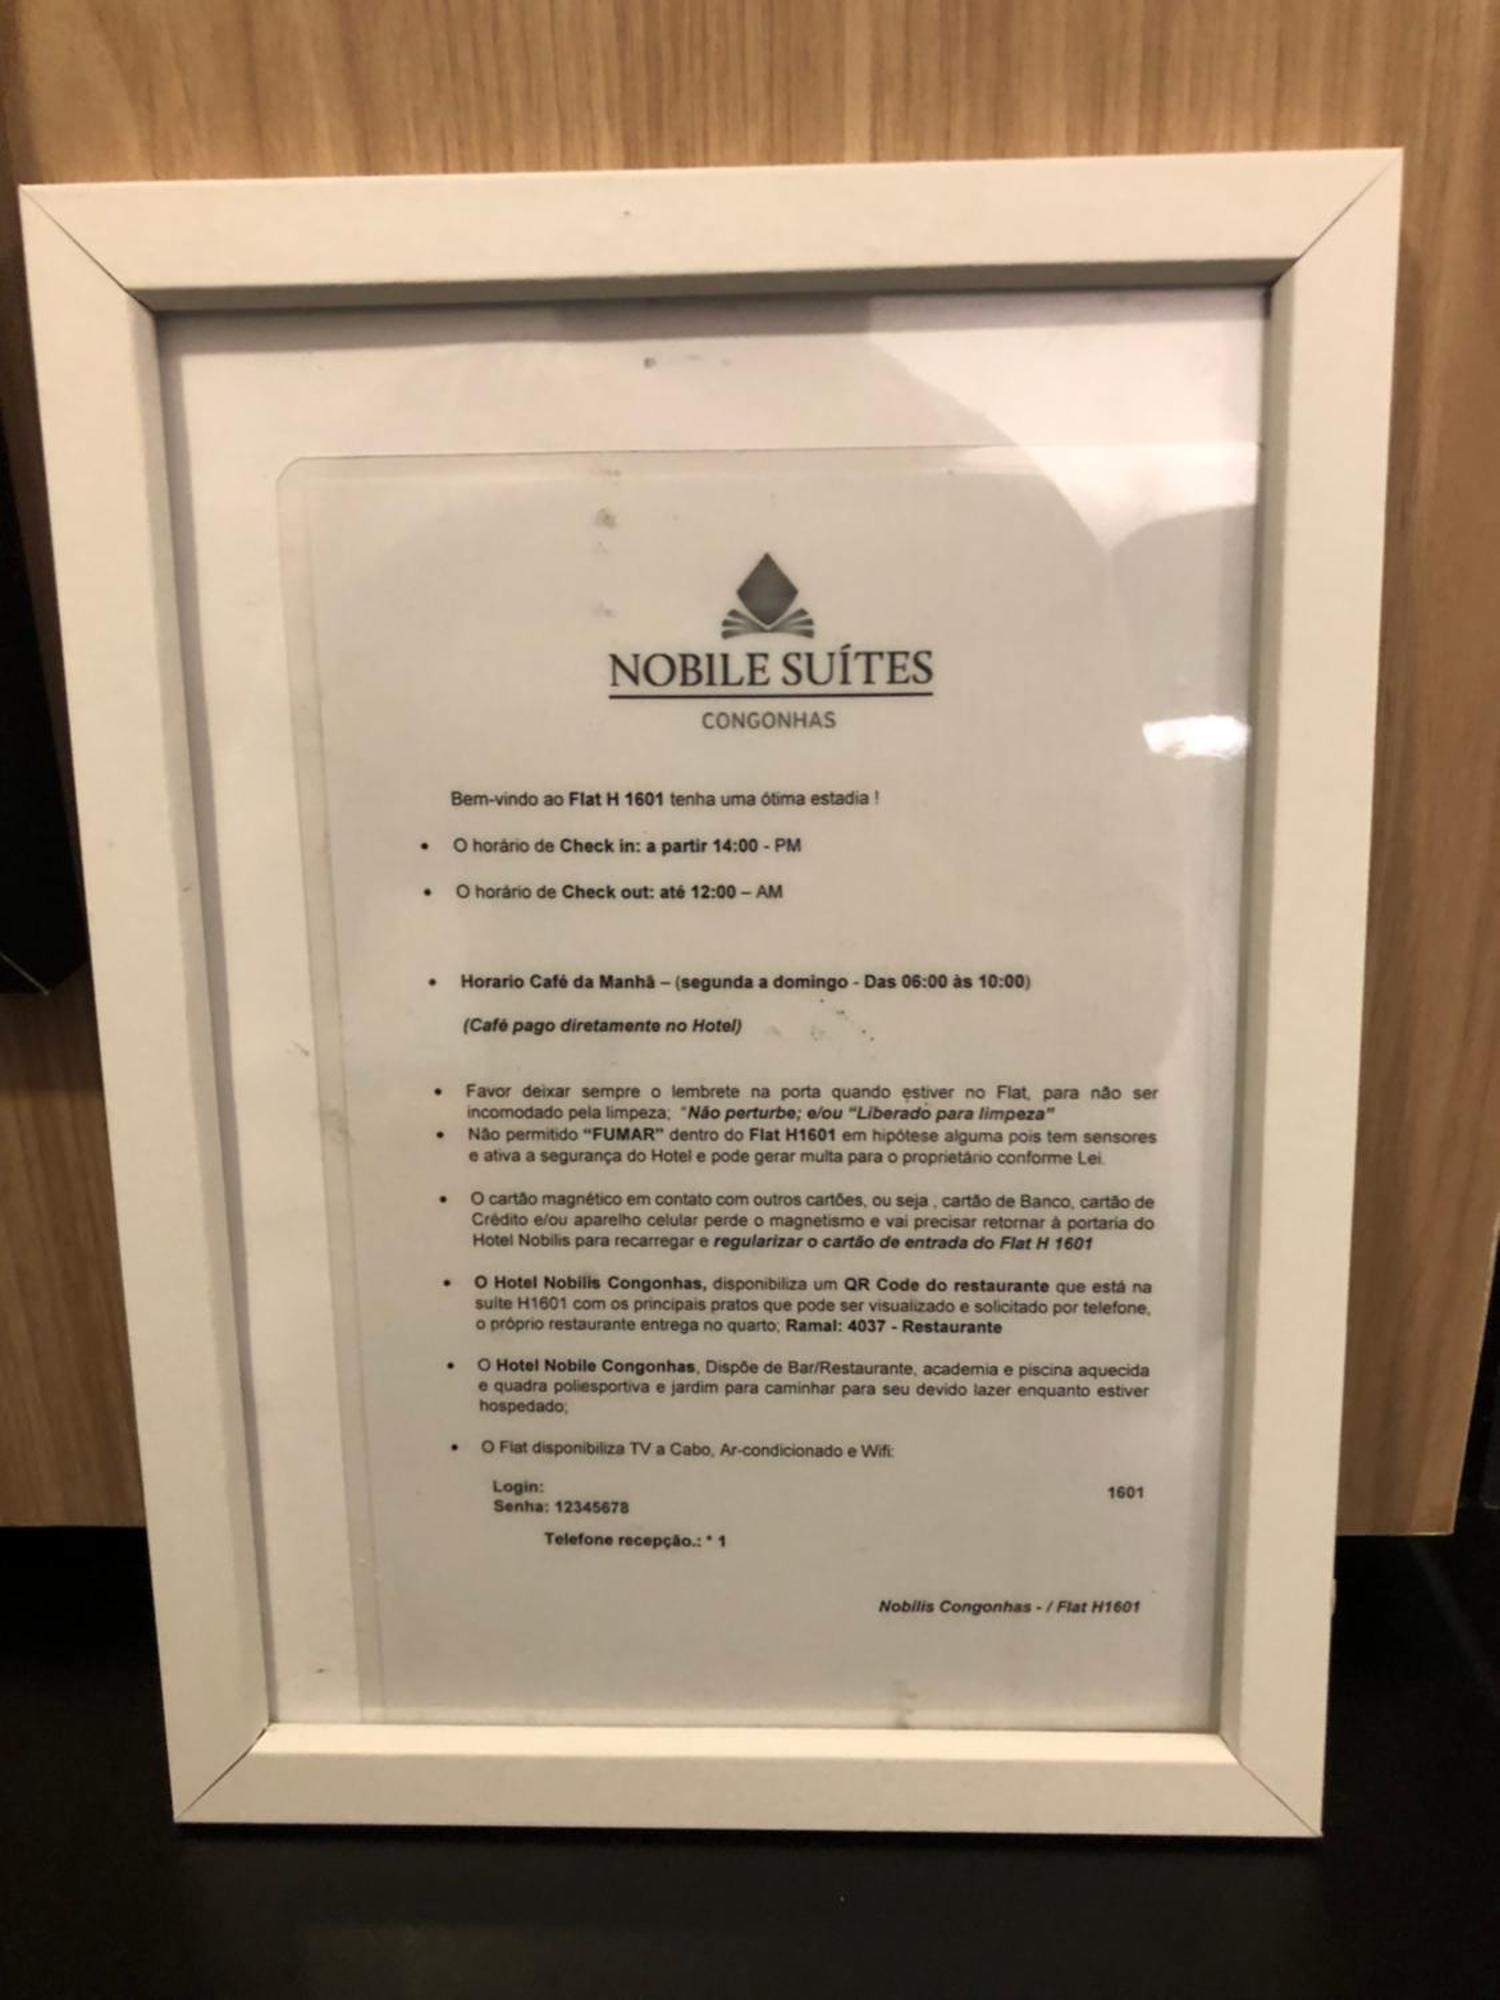 NOBILE SUÍTES
CONGONHAS
Bem-vindo ao Flat H 1601 tenha uma ótima estadia !
• O horário de Check in: a partir 14:00 - PM
• O horário de Check out: até 12:00 – AM
• Horario Café da Manhã – (segunda a domingo - Das 06:00 às 10:00)
(Café pago diretamente no Hotel)
• Favor deixar sempre o lembrete na porta quando estiver no Flat, para não ser
incomodado pela limpeza; "Não perturbe; e/ou "Liberado para limpeza"
• Não permitido "FUMAR" dentro do Flat H1601 em hipótese alguma pois tem sensores
e ativa a segurança do Hotel e pode gerar multa para o proprietário conforme Lei.
• O cartão magnético em contato com outros cartões, ou seja , cartão de Banco, cartão de
Crédito e/ou aparelho celular perde o magnetismo e vai precisar retornar à portaria do
Hotel Nobilis para recarregar e regularizar o cartão de entrada do Flat H 1601
• O Hotel Nobilis Congonhas, disponibiliza um QR Code do restaurante que está na
suíte H1601 com os principais pratos que pode ser visualizado e solicitado por telefone,
o próprio restaurante entrega no quarto; Ramal: 4037 - Restaurante
• O Hotel Nobile Congonhas, Dispõe de Bar/Restaurante, academia e piscina aquecida
e quadra poliesportiva e jardim para caminhar para seu devido lazer enquanto estiver
hospedado;
• O Flat disponibiliza TV a Cabo, Ar-condicionado e Wifi:
Login: 1601
Senha: 12345678
Telefone recepção.: * 1
Nobilis Congonhas - / Flat H1601